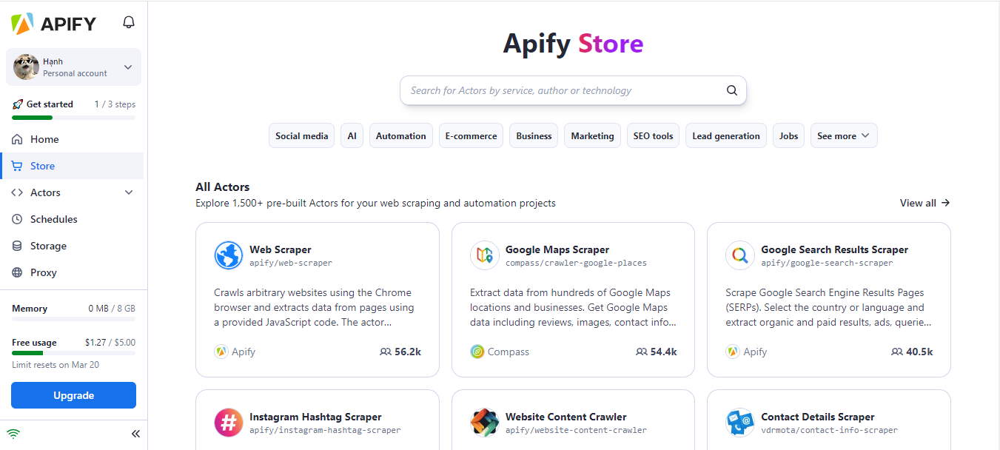 APIFY
Hạnh
Personal account
Get started 1 / 3 steps
Home
Store
Actors
Schedules
Storage
Proxy
Memory 0 MB / 8 GB
Free usage $1.27 / $5.00
Limit resets on Mar 20
Upgrade
Apify Store
Search for Actors by service, author or technology
Social media AI Automation E-commerce Business Marketing SEO tools Lead generation Jobs See more
All Actors
Explore 1,500+ pre-built Actors for your web scraping and automation projects
View all →
Web Scraper
apify/web-scraper
Crawls arbitrary websites using the Chrome
browser and extracts data from pages using
a provided JavaScript code. The actor...
Apify 56.2k
Google Maps Scraper
compass/crawler-google-places
Extract data from hundreds of Google Maps
locations and businesses. Get Google Maps
data including reviews, images, contact info...
Compass 54.4k
Google Search Results Scraper
apify/google-search-scraper
Scrape Google Search Engine Results Pages
(SERPs). Select the country or language and
extract organic and paid results, ads, querie...
Apify 40.5k
Instagram Hashtag Scraper
apify/instagram-hashtag-scraper
Website Content Crawler
apify/website-content-crawler
Contact Details Scraper
vdrmota/contact-info-scraper